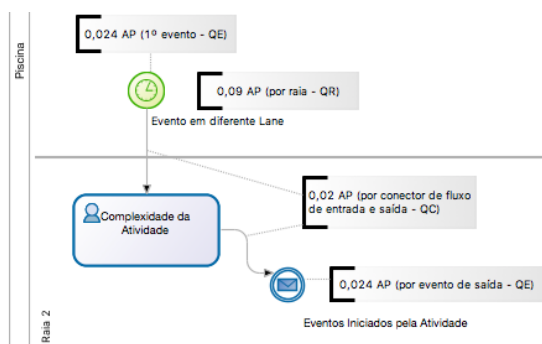 0,024 AP (1º evento - QE)
Piscina
0,09 AP (por raia - QR)
Evento em diferente Lane
0,02 AP (por conector de fluxo
de entrada e saída - QC)
Complexidade da
Atividade
0,024 AP (por evento de saída - QE)
Eventos Iniciados pela Atividade
Raia 2